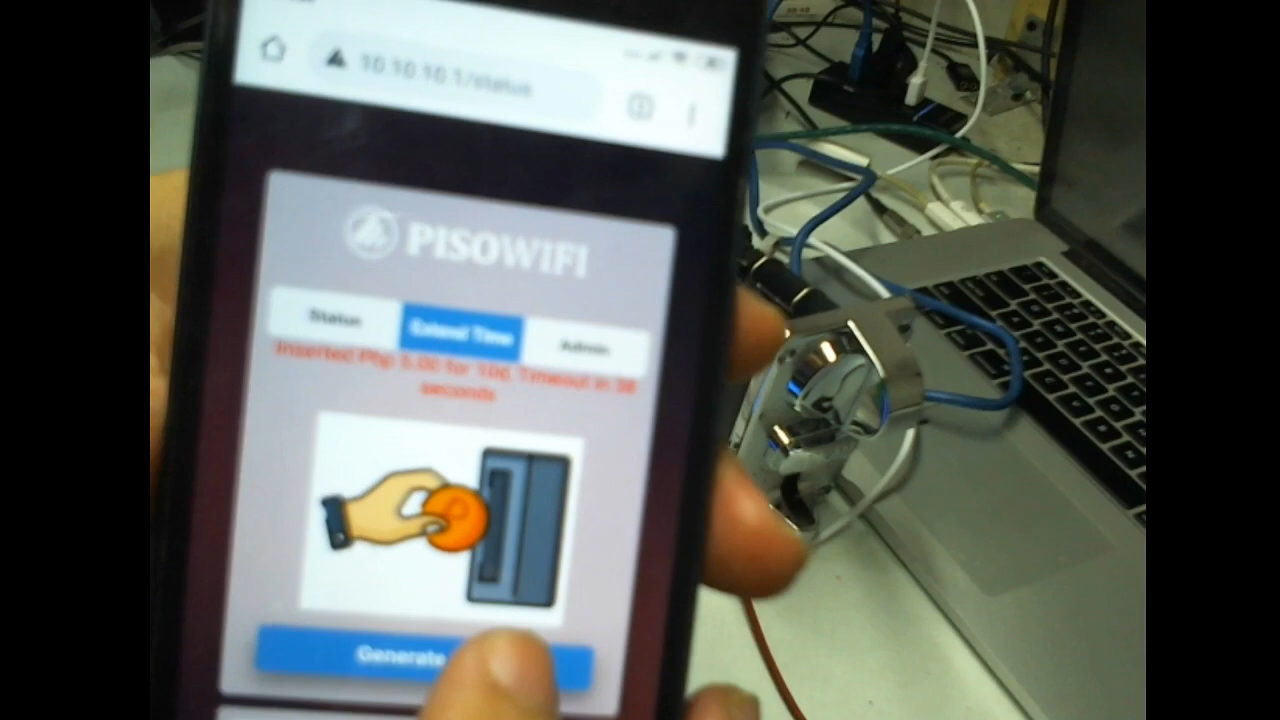 10.10.10.1/status
PISOWIFI
Status
Extend Time
Admin
Inserted Php 5.00 for 10d, Timeout in 38
seconds
Generate